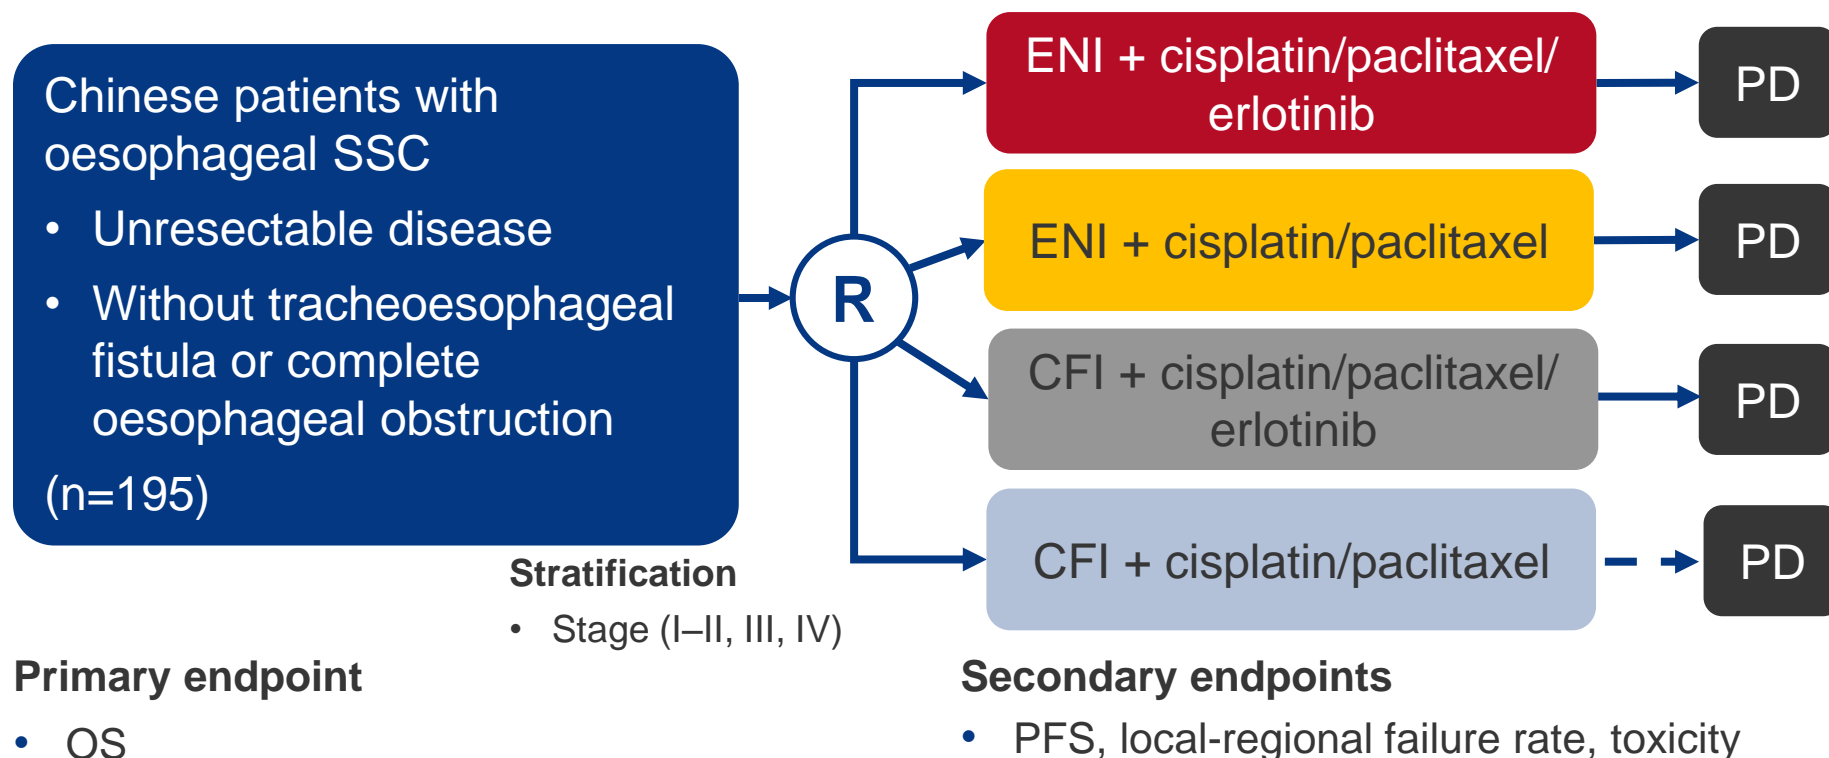 Chinese patients with
oesophageal SSC
• Unresectable disease
• Without tracheoesophageal
fistula or complete
oesophageal obstruction
(n=195)
R
ENI + cisplatin/paclitaxel/
erlotinib
PD
ENI + cisplatin/paclitaxel
PD
CFI + cisplatin/paclitaxel/
erlotinib
PD
CFI + cisplatin/paclitaxel
PD
Stratification
• Stage (I–II, III, IV)
Primary endpoint
• OS
Secondary endpoints
• PFS, local-regional failure rate, toxicity